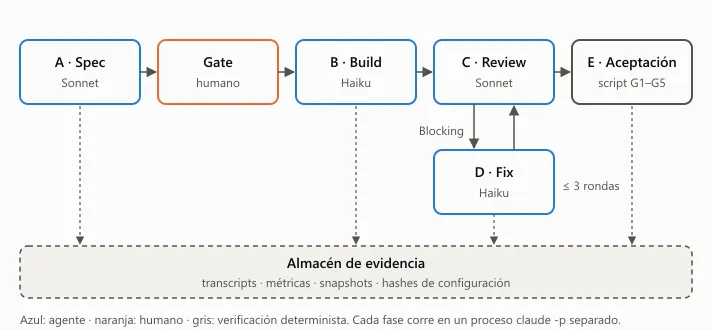 A · Spec
Sonnet
Gate
humano
B · Build
Haiku
C · Review
Sonnet
E · Aceptación
script G1–G5
Blocking
D · Fix
Haiku
≤ 3 rondas
Almacén de evidencia
transcripts · métricas · snapshots · hashes de configuración
Azul: agente · naranja: humano · gris: verificación determinista. Cada fase corre en un proceso claude -p separado.